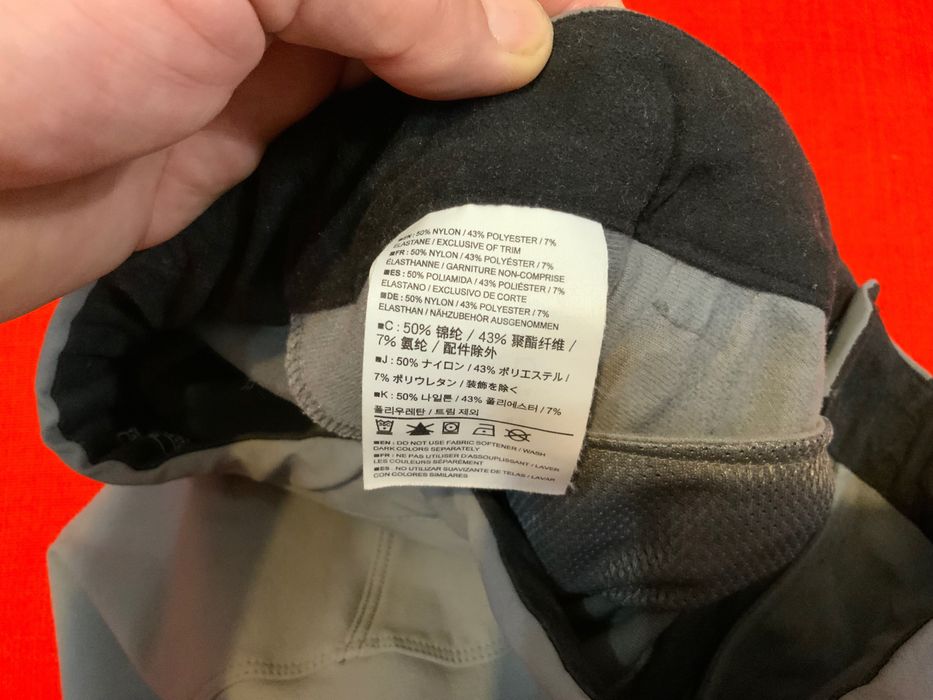 : 50% NYLON / 43% POLYESTER / 7%
ELASTANE / EXCLUSIVE OF TRIM
■FR : 50% NYLON / 43% POLYÉSTER / 7%
ÉLASTHANNE / GARNITURE NON-COMPRISE
■ES : 50% POLIAMIDA / 43% POLIÉSTER / 7%
ELASTANO / EXCLUSIVO DE CORTE
■DE : 50% NYLON / 43% POLYESTER / 7%
ELASTHAN / NÄHZUBEHÖR AUSGENOMMEN
■C : 50% 锦纶 / 43% 聚酯纤维 /
7% 氨纶 / 配件除外
■J : 50% ナイロン / 43% ポリエステル /
7% ポリウレタン / 装飾を除く
■K : 50% 나일론 / 43% 폴리에스터 / 7%
폴리우레탄 / 트림 제외
■EN : DO NOT USE FABRIC SOFTENER / WASH
DARK COLORS SEPARATELY
■FR : NE PAS UTILISER D'ASSOUPLISSANT / LAVER
LES COULEURS SÉPARÉMENT
■ES : NO UTILIZAR SUAVIZANTE DE TELAS / LAVAR
CON COLORES SIMILARES